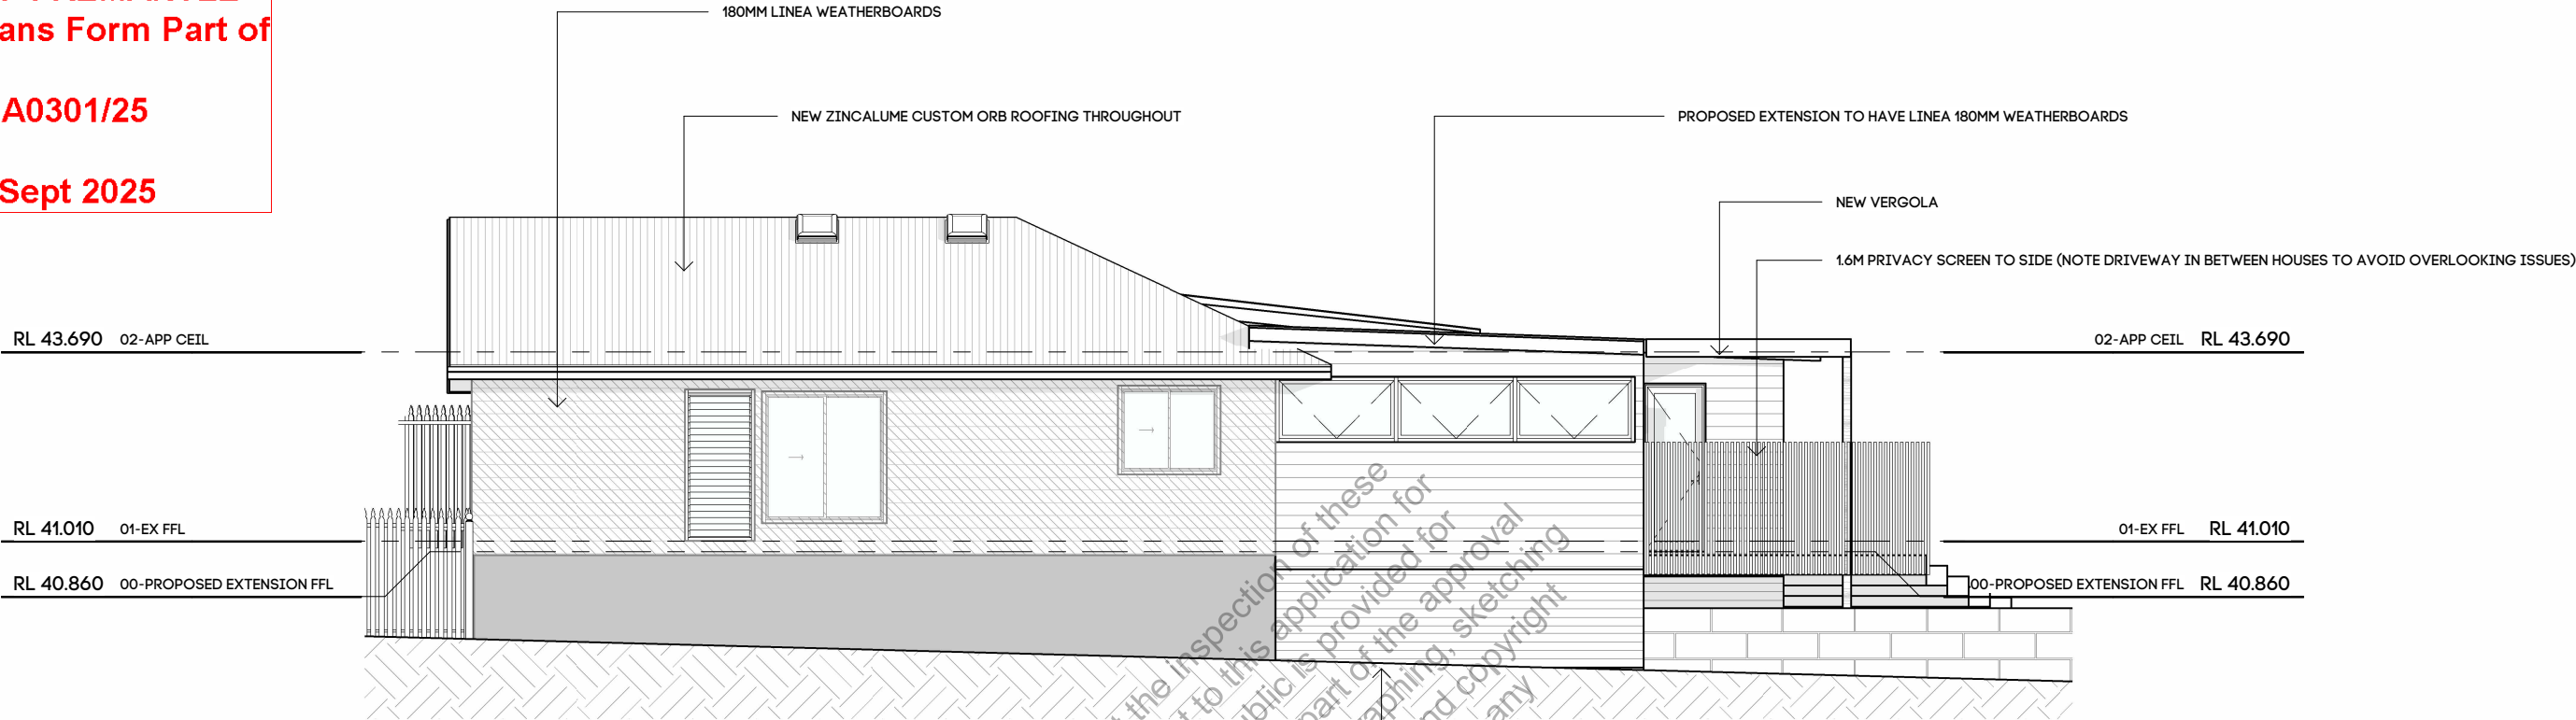 ans Form Part of
A0301/25
Sept 2025
180MM LINEA WEATHERBOARDS
NEW ZINCALUME CUSTOM ORB ROOFING THROUGHOUT
PROPOSED EXTENSION TO HAVE LINEA 180MM WEATHERBOARDS
NEW VERGOLA
1.6M PRIVACY SCREEN TO SIDE (NOTE DRIVEWAY IN BETWEEN HOUSES TO AVOID OVERLOOKING ISSUES)
RL 43.690 02-APP CEIL
02-APP CEIL RL 43.690
RL 41.010 01-EX FFL
01-EX FFL RL 41.010
RL 40.860 00-PROPOSED EXTENSION FFL
00-PROPOSED EXTENSION FFL RL 40.860
the inspection of these
to this application for
blic is provided for
part of the approval
phing, sketching
nd copyright
any